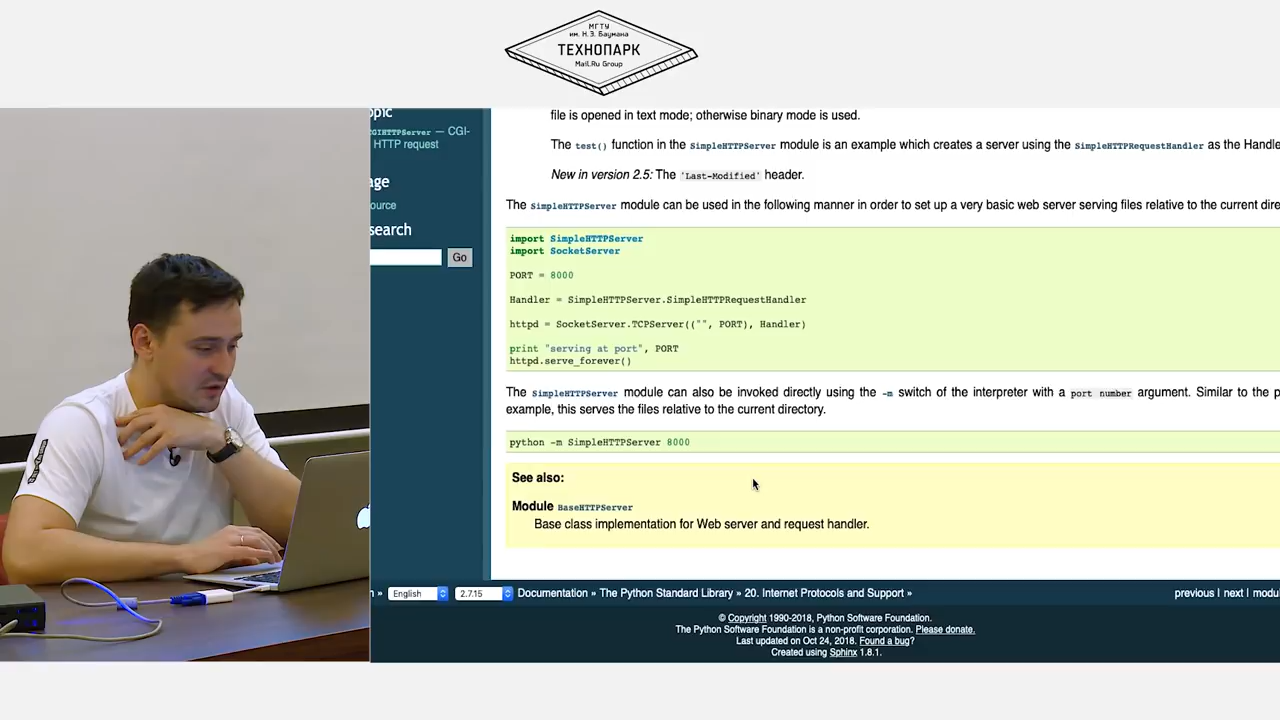 МГТУ
им. Н.Э. Баумана
ТЕХНОПАРК
Mail.Ru Group
opic
CGIHTTPServer — CGI-
HTTP request
age
ource
search
Go
file is opened in text mode; otherwise binary mode is used.
The test() function in the SimpleHTTPServer module is an example which creates a server using the SimpleHTTPRequestHandler as the Handle
New in version 2.5: The 'Last-Modified' header.
The SimpleHTTPServer module can be used in the following manner in order to set up a very basic web server serving files relative to the current dire
import SimpleHTTPServer
import SocketServer
PORT = 8000
Handler = SimpleHTTPServer.SimpleHTTPRequestHandler
httpd = SocketServer.TCPServer(("", PORT), Handler)
print "serving at port", PORT
httpd.serve_forever()
The SimpleHTTPServer module can also be invoked directly using the -m switch of the interpreter with a port number argument. Similar to the p
example, this serves the files relative to the current directory.
python -m SimpleHTTPServer 8000
See also:
Module BaseHTTPServer
Base class implementation for Web server and request handler.
n » English 2.7.15 Documentation » The Python Standard Library » 20. Internet Protocols and Support » previous | next | modul
© Copyright 1990-2018, Python Software Foundation.
The Python Software Foundation is a non-profit corporation. Please donate.
Last updated on Oct 24, 2018. Found a bug?
Created using Sphinx 1.8.1.